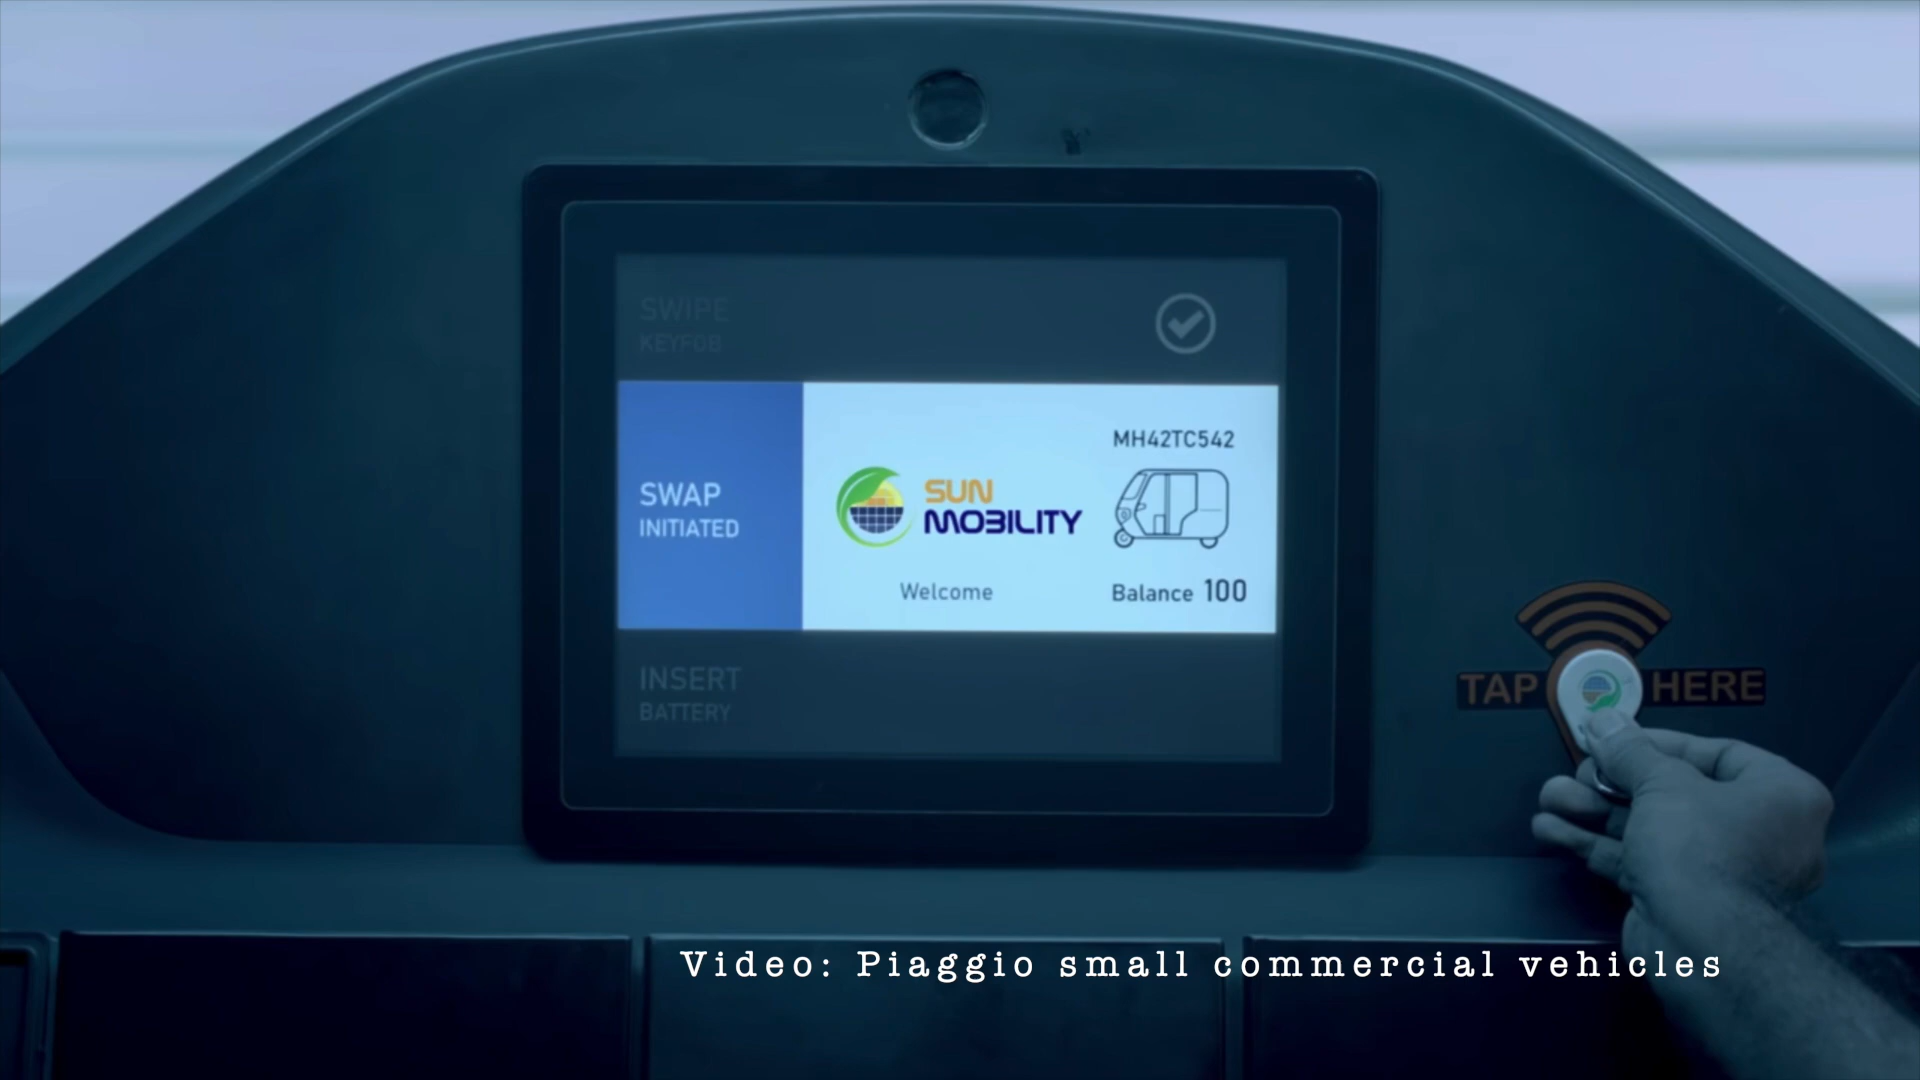 SWIPE
KEYFOB
SWAP
INITIATED
SUN
MOBILITY
Welcome
MH42TC542
Balance 100
INSERT
BATTERY
TAP HERE
Video: Piaggio small commercial vehicles